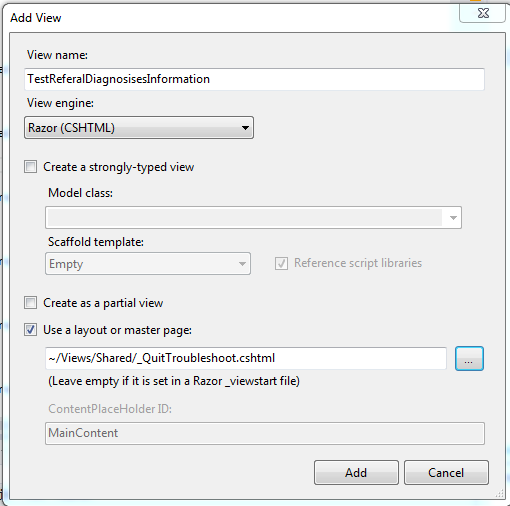 Add View
View name:
TestReferalDiagnosisesInformation
View engine:
Razor (CSHTML)
Create a strongly-typed view
Model class:
Scaffold template:
Empty
Reference script libraries
Create as a partial view
Use a layout or master page:
~/Views/Shared/_QuitTroubleshoot.cshtml
...
(Leave empty if it is set in a Razor _viewstart file)
ContentPlaceHolder ID:
MainContent
Add
Cancel